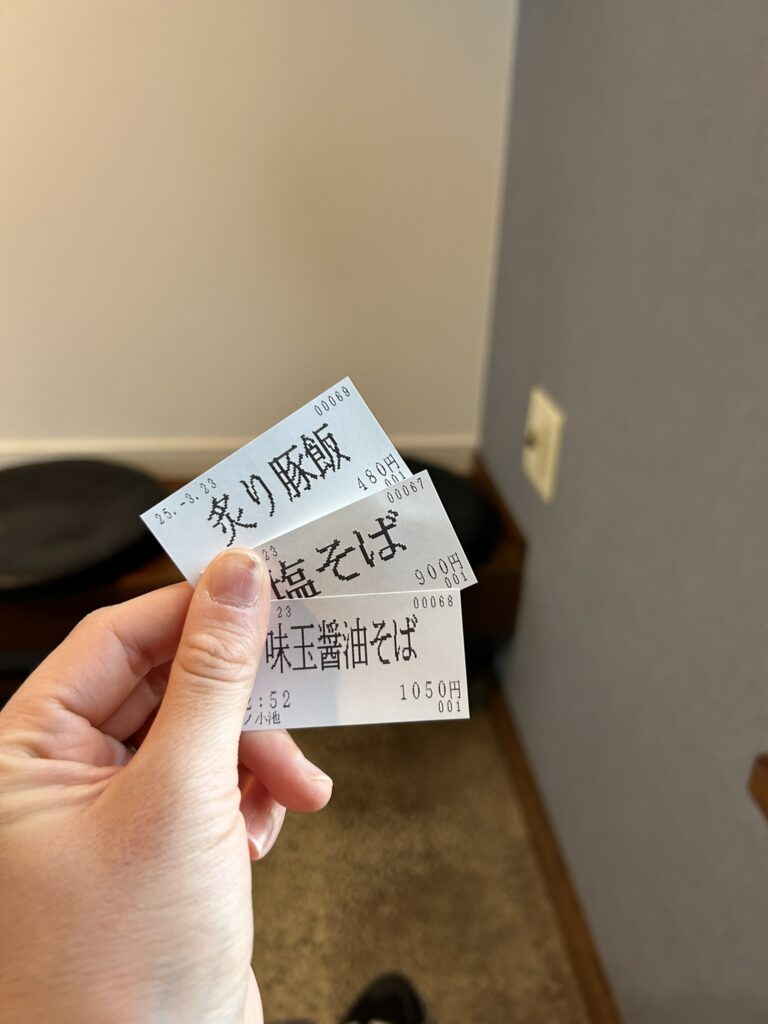 00069
25.-3.23
炙り豚飯
480円
001
00067
23
塩そば
900円
001
00068
23
味玉醤油そば
:52
1050円
小池
001